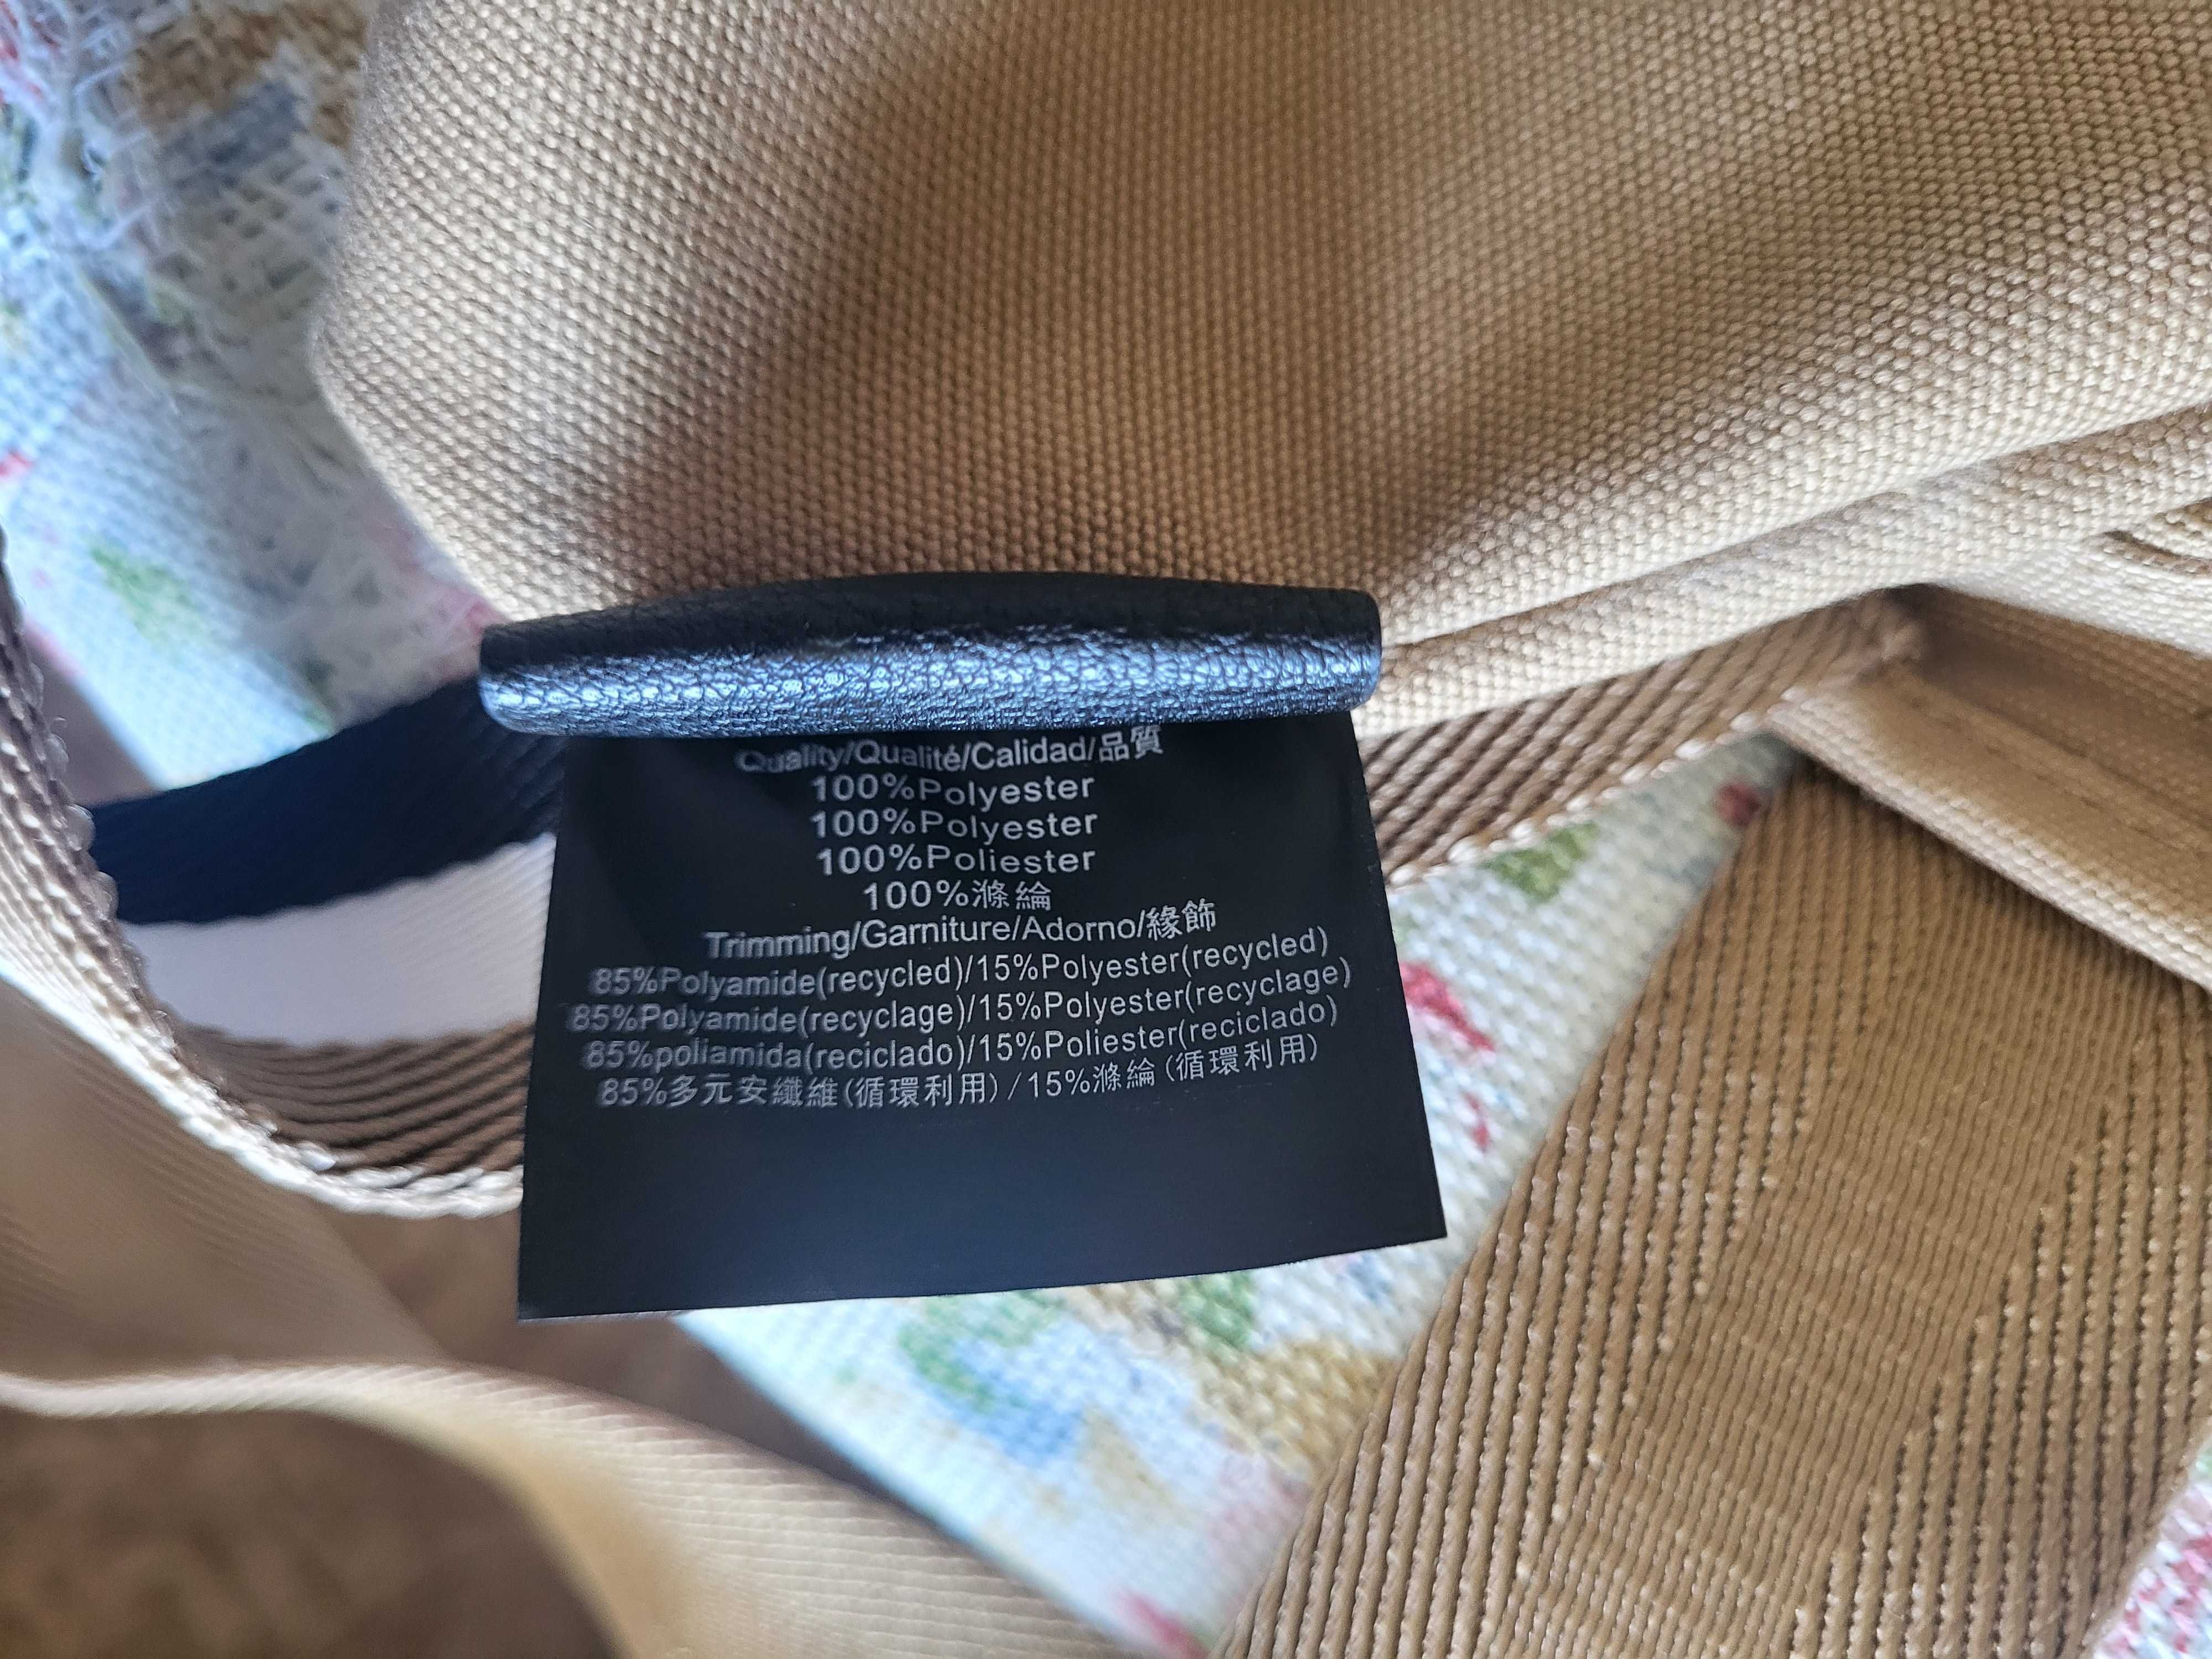 Quality/Qualité/Calidad/品質
100%Polyester
100%Polyester
100%Poliester
100%滌綸
Trimming/Garniture/Adorno/緣飾
85%Polyamide(recycled)/15%Polyester(recycled)
85%Polyamide(recyclage)/15%Polyester(recyclage)
85%poliamida(reciclado)/15%Poliester(reciclado)
85%多元安纖維(循環利用)/15%滌綸(循環利用)